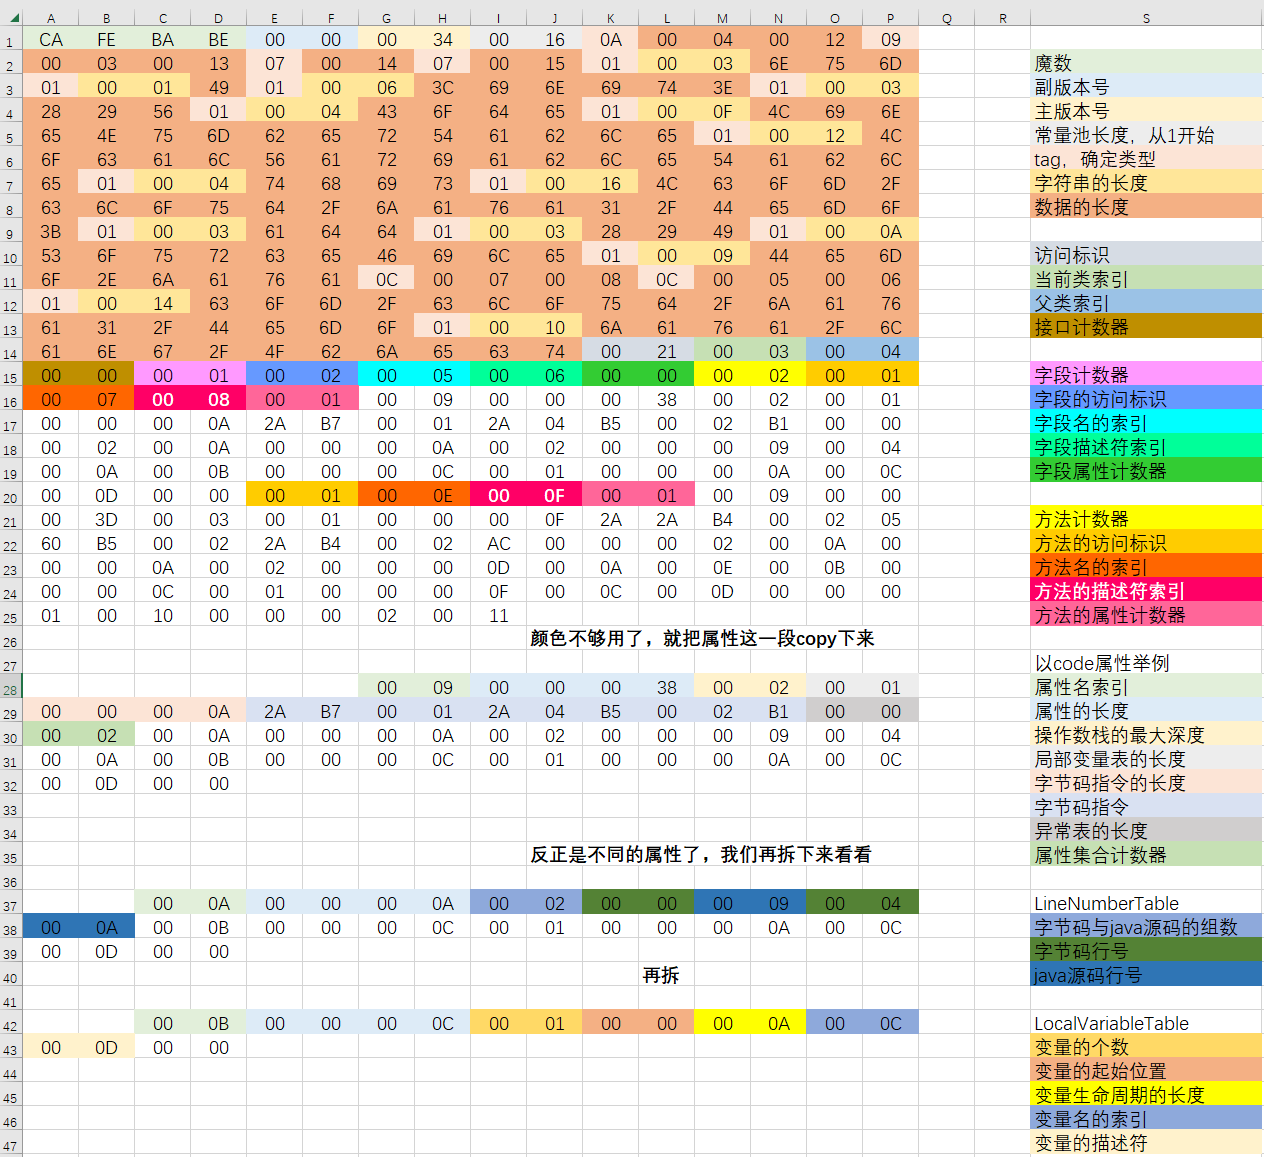 A B C D E F G H I J K L M N O P Q R S
1 CA FE BA BE 00 00 00 34 00 16 0A 00 04 00 12 09
2 00 03 00 13 07 00 14 07 00 15 01 00 03 6E 75 6D 魔数
3 01 00 01 49 01 00 06 3C 69 6E 69 74 3E 01 00 03 副版本号
4 28 29 56 01 00 04 43 6F 64 65 01 00 0F 4C 69 6E 主版本号
5 65 4E 75 6D 62 65 72 54 61 62 6C 65 01 00 12 4C 常量池长度，从1开始
6 6F 63 61 6C 56 61 72 69 61 62 6C 65 54 61 62 6C tag，确定类型
7 65 01 00 04 74 68 69 73 01 00 16 4C 63 6F 6D 2F 字符串的长度
8 63 6C 6F 75 64 2F 6A 61 76 61 31 2F 44 65 6D 6F 数据的长度
9 3B 01 00 03 61 64 64 01 00 03 28 29 49 01 00 0A
10 53 6F 75 72 63 65 46 69 6C 65 01 00 09 44 65 6D 访问标识
11 6F 2E 6A 61 76 61 0C 00 07 00 08 0C 00 05 00 06 当前类索引
12 01 00 14 63 6F 6D 2F 63 6C 6F 75 64 2F 6A 61 76 父类索引
13 61 31 2F 44 65 6D 6F 01 00 10 6A 61 76 61 2F 6C 接口计数器
14 61 6E 67 2F 4F 62 6A 65 63 74 00 21 00 03 00 04
15 00 00 00 01 00 02 00 05 00 06 00 00 00 02 00 01 字段计数器
16 00 07 00 08 00 01 00 09 00 00 00 38 00 02 00 01 字段的访问标识
17 00 00 00 0A 2A B7 00 01 2A 04 B5 00 02 B1 00 00 字段名的索引
18 00 02 00 0A 00 00 00 0A 00 02 00 00 00 09 00 04 字段描述符索引
19 00 0A 00 0B 00 00 00 0C 00 01 00 00 00 0A 00 0C 字段属性计数器
20 00 0D 00 00 00 01 00 0E 00 0F 00 01 00 09 00 00
21 00 3D 00 03 00 01 00 00 00 0F 2A 2A B4 00 02 05 方法计数器
22 60 B5 00 02 2A B4 00 02 AC 00 00 00 02 00 0A 00 方法的访问标识
23 00 00 0A 00 02 00 00 00 0D 00 0A 00 0E 00 0B 00 方法名的索引
24 00 00 0C 00 01 00 00 00 0F 00 0C 00 0D 00 00 00 方法的描述符索引
25 01 00 10 00 00 00 02 00 11 方法的属性计数器
26 颜色不够用了，就把属性这一段copy下来
27 以code属性举例
28 00 09 00 00 00 38 00 02 00 01 属性名索引
29 00 00 00 0A 2A B7 00 01 2A 04 B5 00 02 B1 00 00 属性的长度
30 00 02 00 0A 00 00 00 0A 00 02 00 00 00 09 00 04 操作数栈的最大深度
31 00 0A 00 0B 00 00 00 0C 00 01 00 00 00 0A 00 0C 局部变量表的长度
32 00 0D 00 00 字节码指令的长度
33 字节码指令
34 异常表的长度
35 反正是不同的属性了，我们再拆下来看看 属性集合计数器
36
37 00 0A 00 00 00 0A 00 02 00 00 00 09 00 04 LineNumberTable
38 00 0A 00 0B 00 00 00 0C 00 01 00 00 00 0A 00 0C 字节码与java源码的组数
39 00 0D 00 00 字节码行号
40 再拆 java源码行号
41
42 00 0B 00 00 00 0C 00 01 00 00 00 0A 00 0C LocalVariableTable
43 00 0D 00 00 变量的个数
44 变量的起始位置
45 变量生命周期的长度
46 变量名的索引
47 变量的描述符